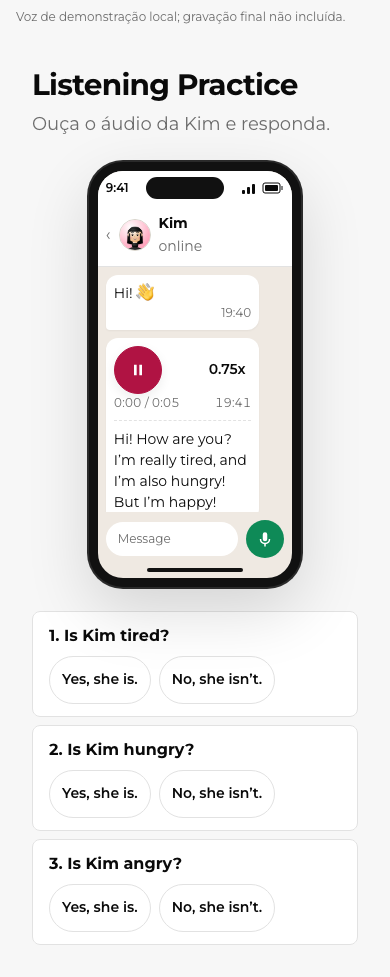 Voz de demonstração local; gravação final não incluída.
Listening Practice
Ouça o áudio da Kim e responda.
9:41
Kim
online
Hi! 👋
19:40
0.75x
0:00 / 0:05 19:41
Hi! How are you?
I’m really tired, and
I’m also hungry!
But I’m happy!
Message
1. Is Kim tired?
Yes, she is. No, she isn’t.
2. Is Kim hungry?
Yes, she is. No, she isn’t.
3. Is Kim angry?
Yes, she is. No, she isn’t.